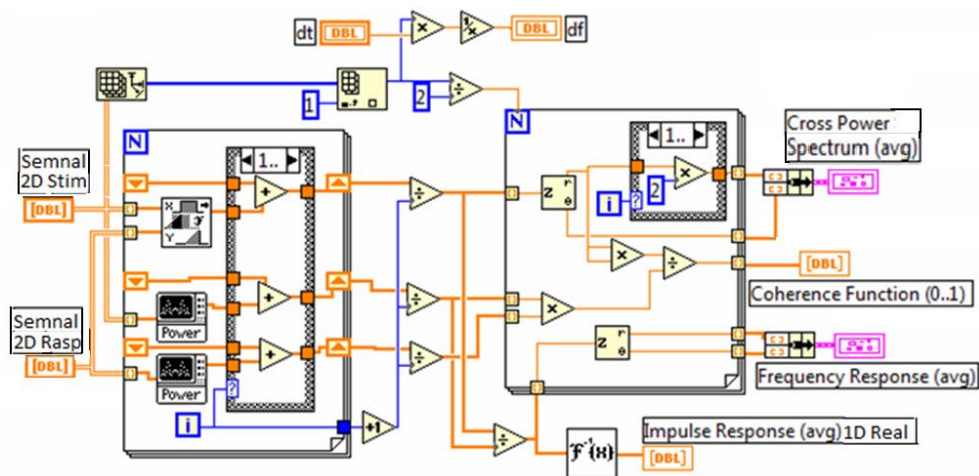 dt
DBL
x
1/x
DBL
df
1
2
÷
N
Semnal
2D Stim
[DBL]
1..
+
X
Y
+
Power
Semnal
2D Rasp
[DBL]
+
Power
?
i
+1
÷
÷
÷
÷
N
1..
z
r
θ
i
?
2
x
x
÷
x
z
r
θ
Cross Power
Spectrum (avg)
[DBL]
Coherence Function (0..1)
Frequency Response (avg)
Impulse Response (avg) 1D Real
F⁻¹(x)
[DBL]